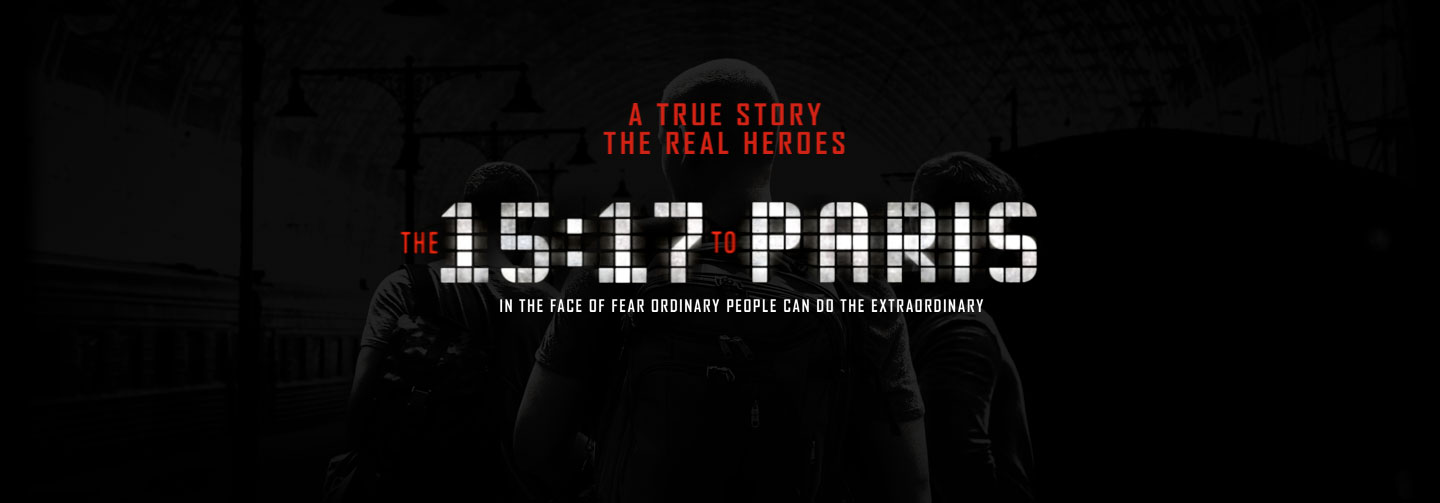 A TRUE STORY
THE REAL HEROES
THE 15:17 TO PARIS
IN THE FACE OF FEAR ORDINARY PEOPLE CAN DO THE EXTRAORDINARY